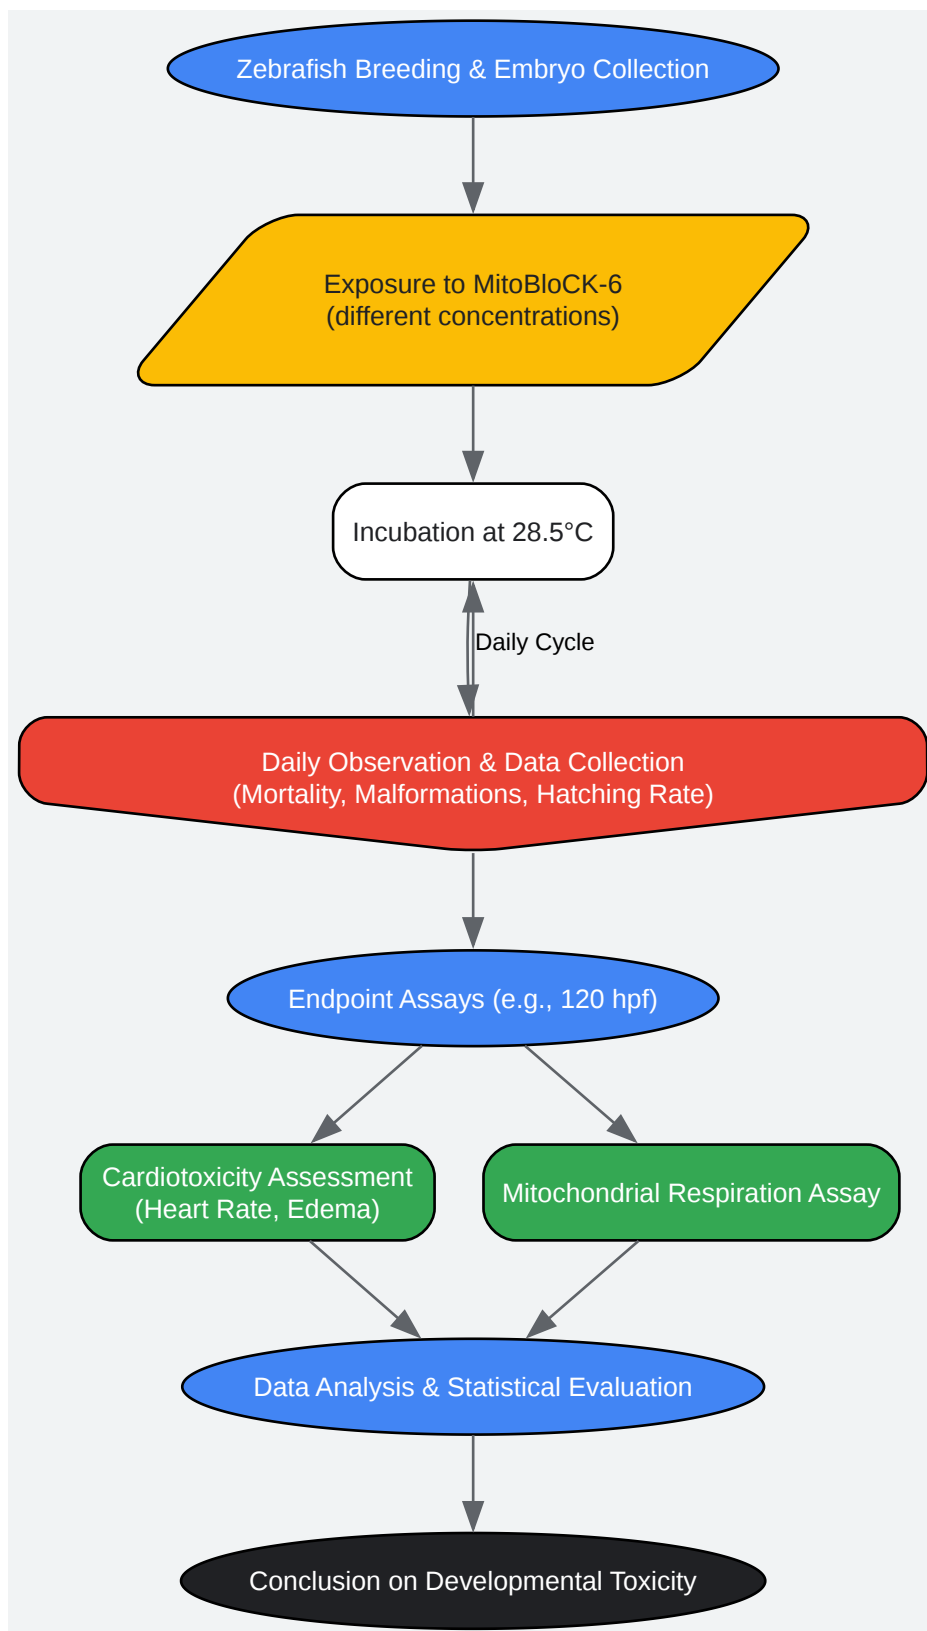 Zebrafish Breeding & Embryo Collection
Exposure to MitoBloCK-6
(different concentrations)
Incubation at 28.5°C
Daily Cycle
Daily Observation & Data Collection
(Mortality, Malformations, Hatching Rate)
Endpoint Assays (e.g., 120 hpf)
Cardiotoxicity Assessment
(Heart Rate, Edema)
Mitochondrial Respiration Assay
Data Analysis & Statistical Evaluation
Conclusion on Developmental Toxicity